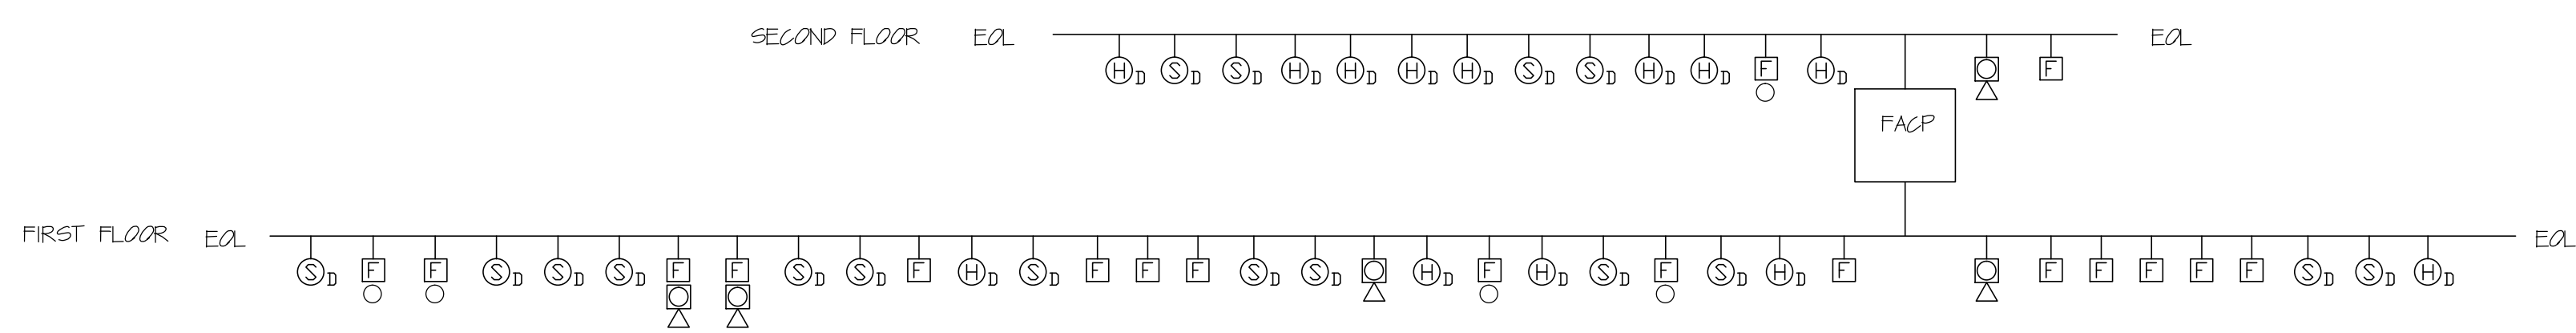 SECOND FLOOR EOL EOL
H D S D S D H D H D H D H D S D S D H D H D F H D F
FACP
FIRST FLOOR EOL EOL
S D F F S D S D S D F F S D S D F H D S D F F F S D S D H D F H D S D F S D H D F F F F F F S D S D H D